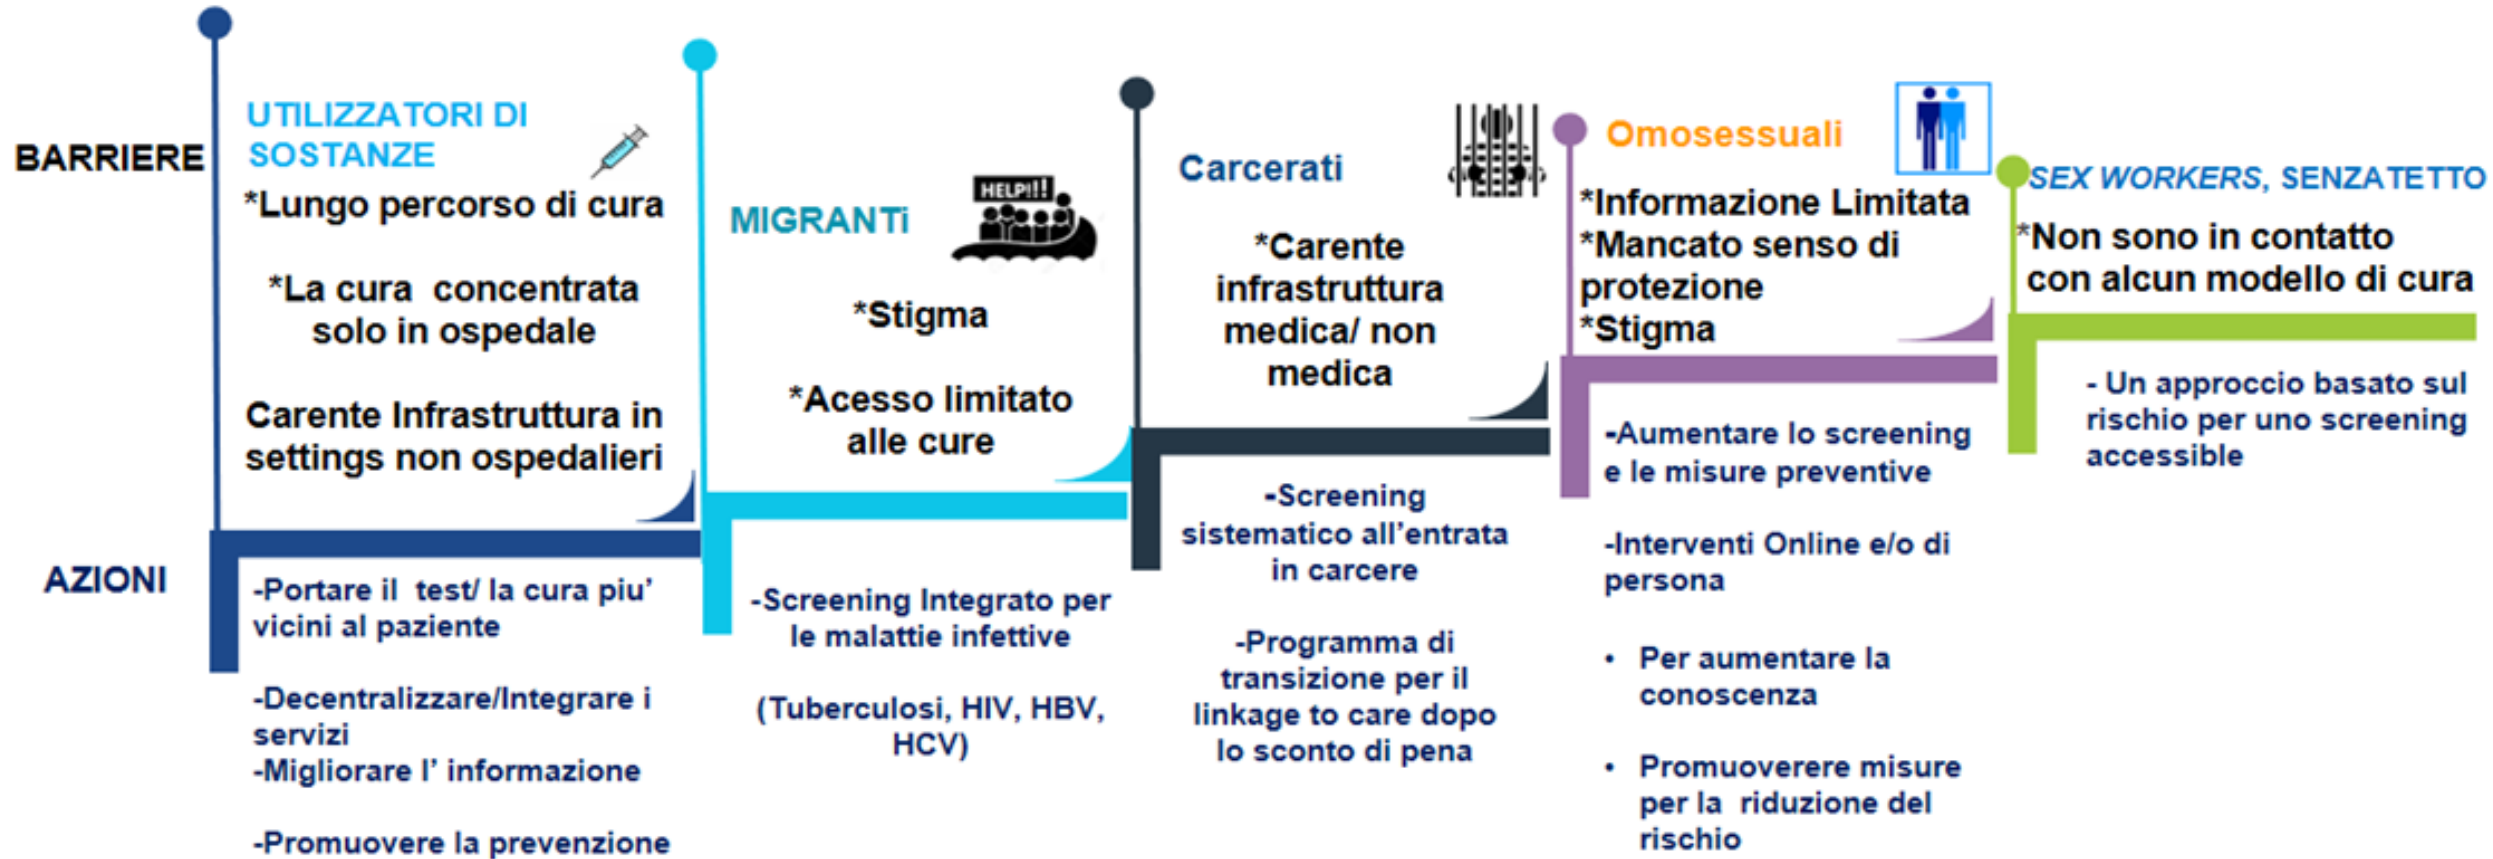 BARRIERE
UTILIZZATORI DI
SOSTANZE
*Lungo percorso di cura
*La cura concentrata
solo in ospedale
Carente Infrastruttura in
settings non ospedalieri
AZIONI
-Portare il test/ la cura piu'
vicini al paziente
-Decentralizzare/Integrare i
servizi
-Migliorare l' informazione
-Promuovere la prevenzione
MIGRANTi
HELP!!!
*Stigma
*Acesso limitato
alle cure
-Screening Integrato per
le malattie infettive
(Tuberculosi, HIV, HBV,
HCV)
Carcerati
*Carente
infrastruttura
medica/ non
medica
-Screening
sistematico all'entrata
in carcere
-Programma di
transizione per il
linkage to care dopo
lo sconto di pena
Omosessuali
*Informazione Limitata
*Mancato senso di
protezione
*Stigma
-Aumentare lo screening
e le misure preventive
-Interventi Online e/o di
persona
• Per aumentare la
conoscenza
• Promuoverere misure
per la riduzione del
rischio
SEX WORKERS, SENZATETTO
*Non sono in contatto
con alcun modello di cura
- Un approccio basato sul
rischio per uno screening
accessible